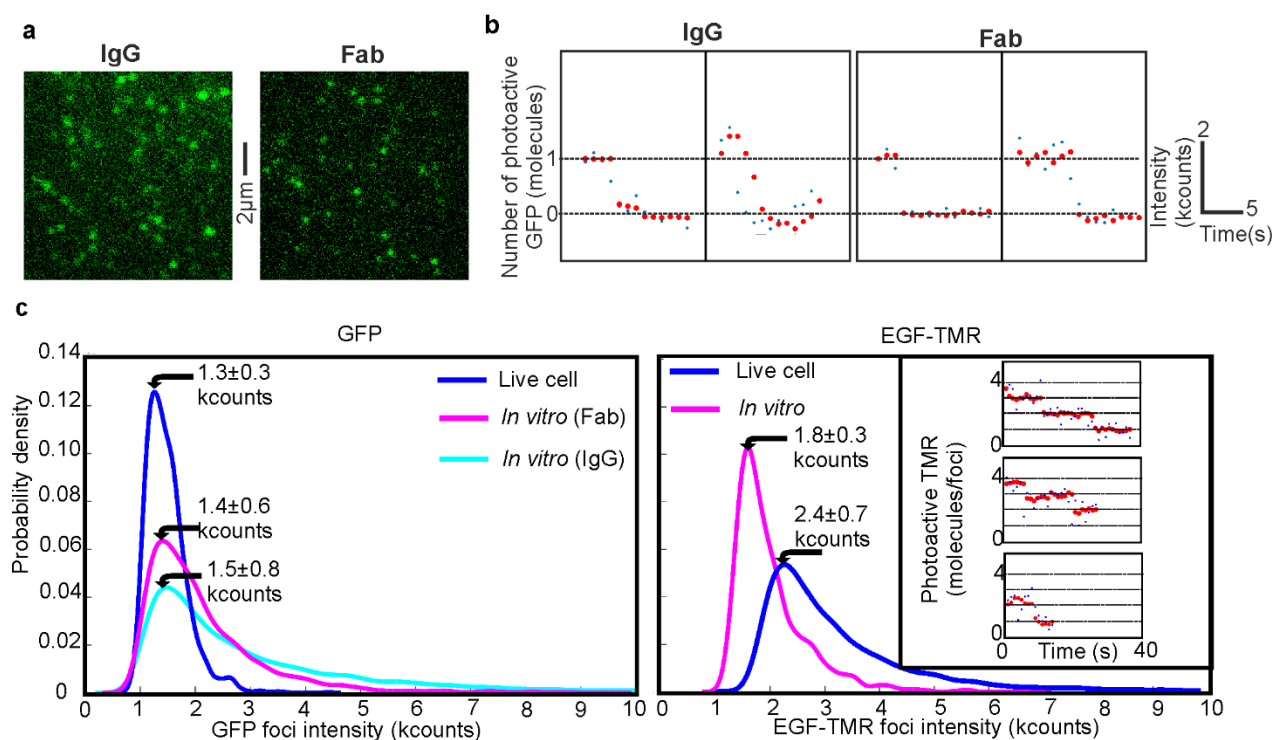 a
IgG
Fab
2μm
b
IgG
Fab
Number of photoactive
GFP (molecules)
1
0
2
Intensity
(kcounts)
5
Time(s)
c
GFP
0.14
0.12
0.10
0.08
0.06
0.04
0.02
0
Probability density
1.3±0.3
kcounts
1.4±0.6
kcounts
1.5±0.8
kcounts
Live cell
In vitro (Fab)
In vitro (IgG)
0 1 2 3 4 5 6 7 8 9 10
GFP foci intensity (kcounts)
EGF-TMR
Live cell
In vitro
1.8±0.3
kcounts
2.4±0.7
kcounts
Photoactive TMR
(molecules/foci)
4
0
4
0
4
0
0 Time (s) 40
0 1 2 3 4 5 6 7 8 9 10
EGF-TMR foci intensity (kcounts)